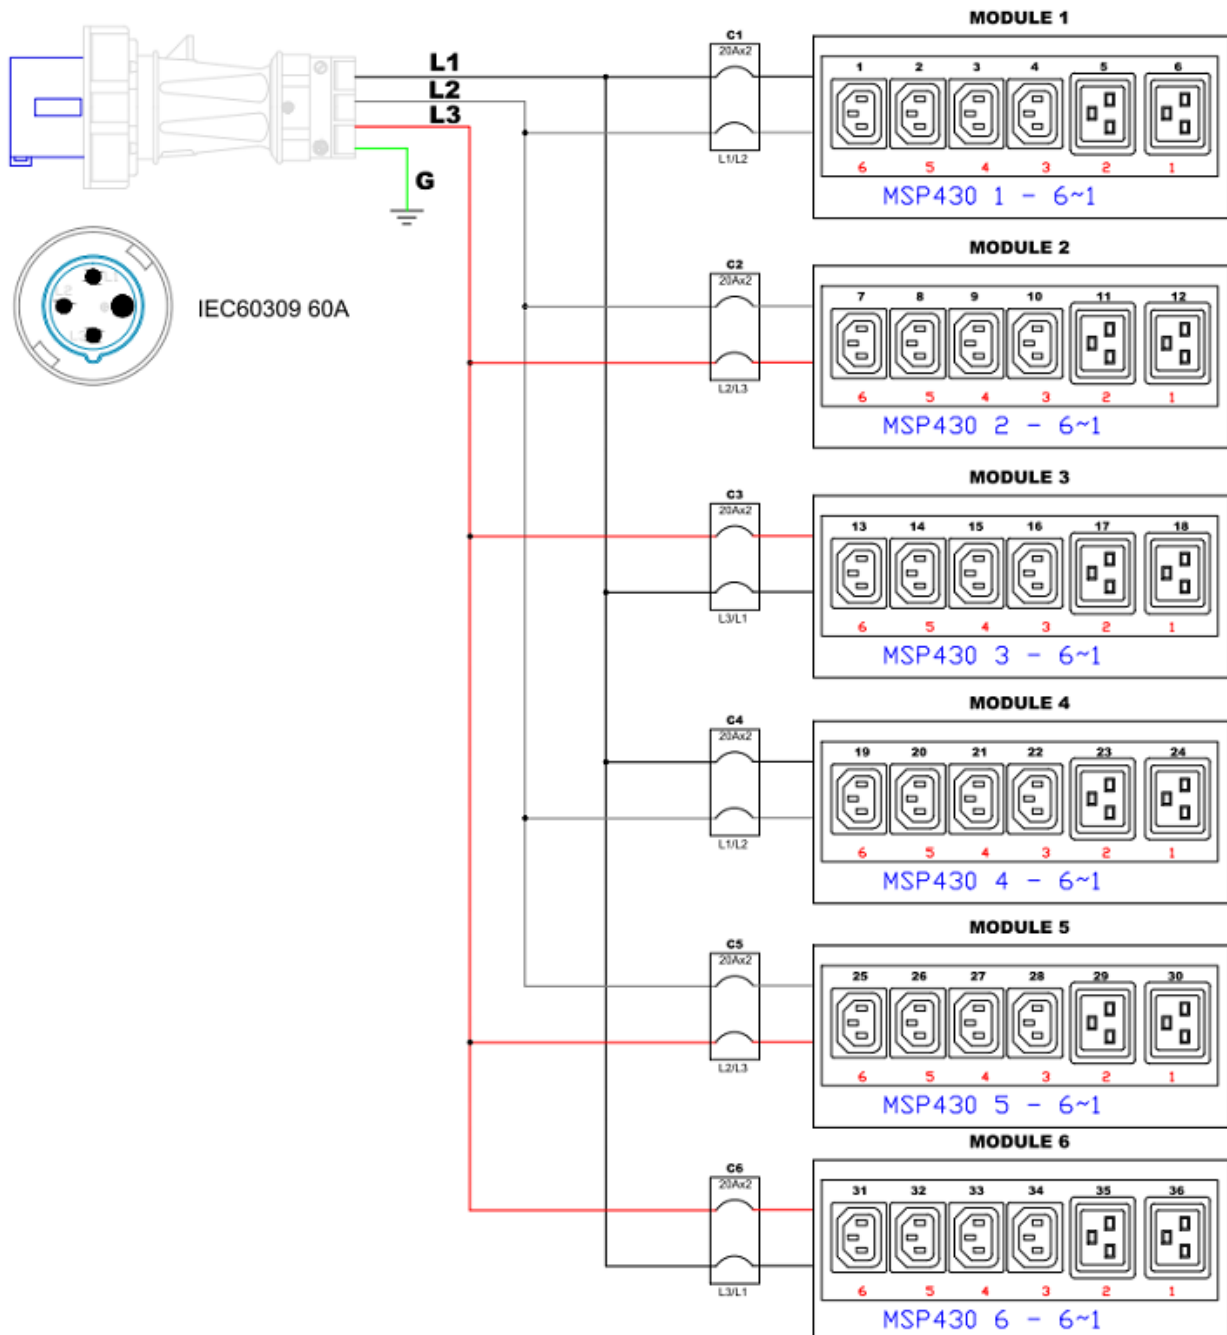 L1
L2
L3
G
IEC60309 60A
MODULE 1
C1
20Ax2
L1/L2
1 2 3 4 5 6
6 5 4 3 2 1
MSP430 1 - 6~1
MODULE 2
C2
20Ax2
L2/L3
7 8 9 10 11 12
6 5 4 3 2 1
MSP430 2 - 6~1
MODULE 3
C3
20Ax2
L3/L1
13 14 15 16 17 18
6 5 4 3 2 1
MSP430 3 - 6~1
MODULE 4
C4
20Ax2
L1/L2
19 20 21 22 23 24
6 5 4 3 2 1
MSP430 4 - 6~1
MODULE 5
C5
20Ax2
L2/L3
25 26 27 28 29 30
6 5 4 3 2 1
MSP430 5 - 6~1
MODULE 6
C6
20Ax2
L3/L1
31 32 33 34 35 36
6 5 4 3 2 1
MSP430 6 - 6~1